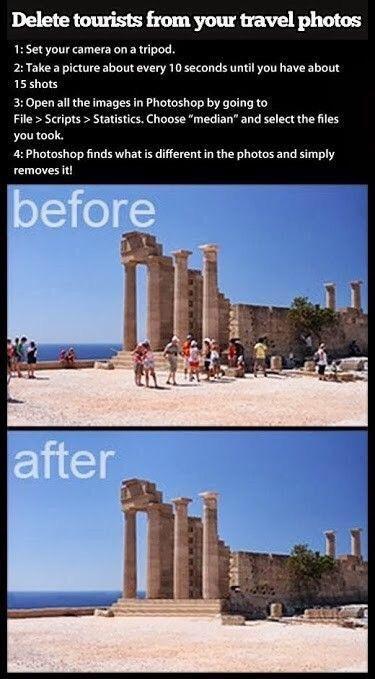 Delete tourists from your travel photos
1: Set your camera on a tripod.
2: Take a picture about every 10 seconds until you have about
15 shots
3: Open all the images in Photoshop by going to
File > Scripts > Statistics. Choose “median” and select the files
you took.
4: Photoshop finds what is different in the photos and simply
removes it!
before
after